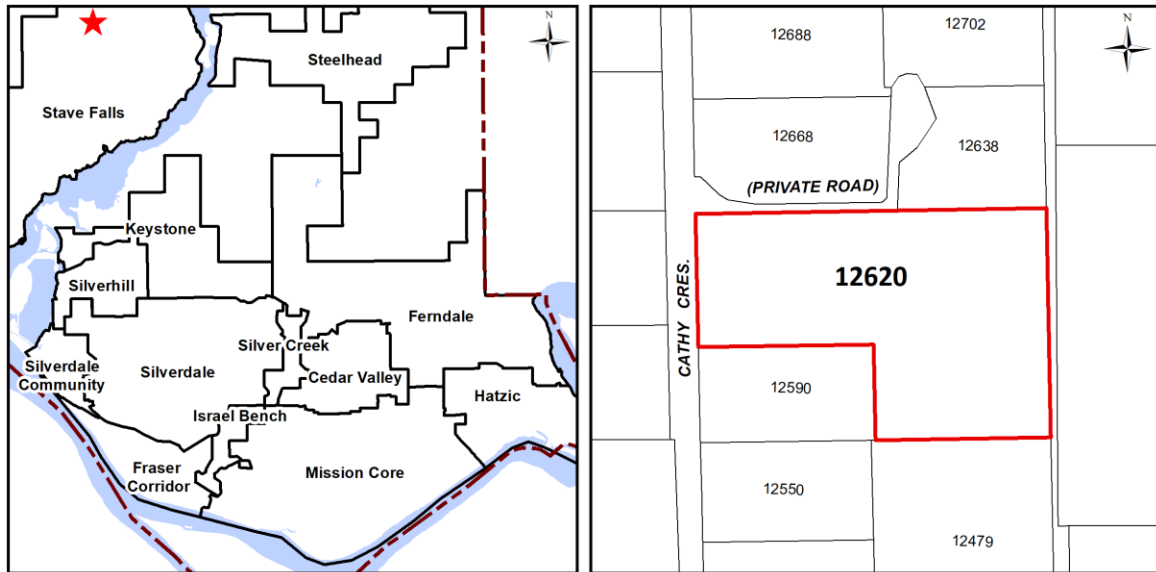 N
Steelhead
Stave Falls
Keystone
Silverhill
Ferndale
Silver Creek
Silverdale
Community
Silverdale
Cedar Valley
Hatzic
Israel Bench
Fraser
Corridor
Mission Core
N
12688
12702
12668
12638
(PRIVATE ROAD)
12620
CATHY CRES.
12590
12550
12479